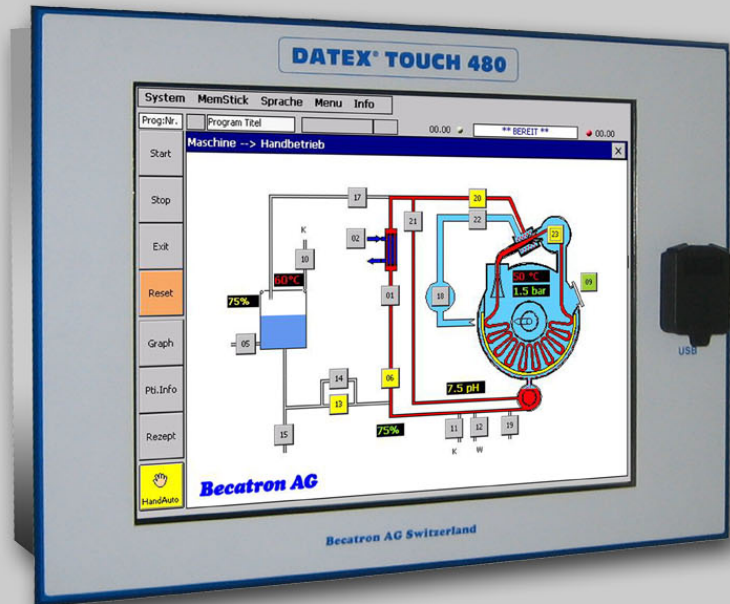 DATEX® TOUCH 480
System MemStick Sprache Menu Info
Prog:Nr. Program Titel 00.00 ** BEREIT ** 00.00
Maschine --> Handbetrieb X
Start
Stop
Exit
Reset
Graph
Pti.Info
Rezept
HandAuto
17
20
21
22
23
K
02
10
60°C
75%
01
18
50 °C
1.5 bar
09
05
14
06
13
7.5 pH
15
75%
11
12
19
K
W
Becatron AG
USB
Becatron AG Switzerland